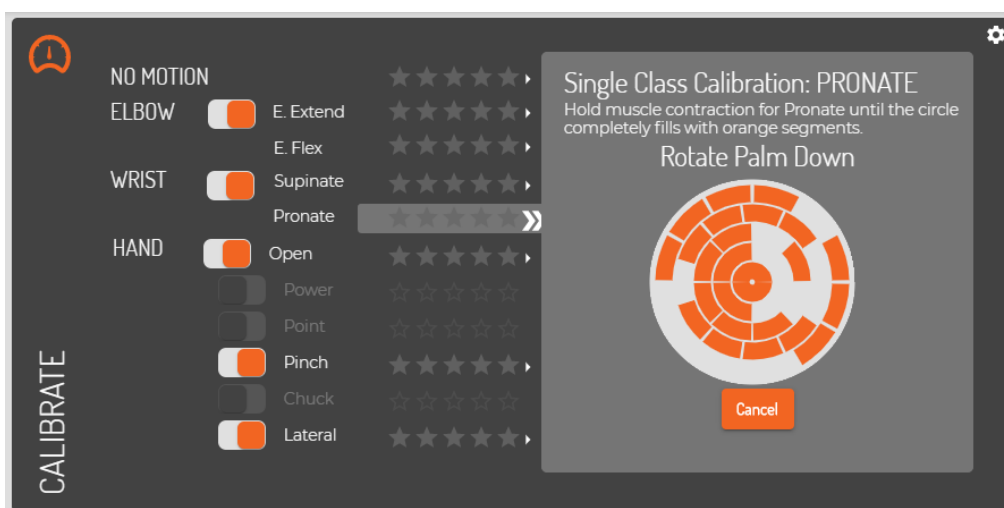 CALIBRATE
NO MOTION
ELBOW
E. Extend
E. Flex
WRIST
Supinate
Pronate
HAND
Open
Power
Point
Pinch
Chuck
Lateral
Single Class Calibration: PRONATE
Hold muscle contraction for Pronate until the circle
completely fills with orange segments.
Rotate Palm Down
Cancel